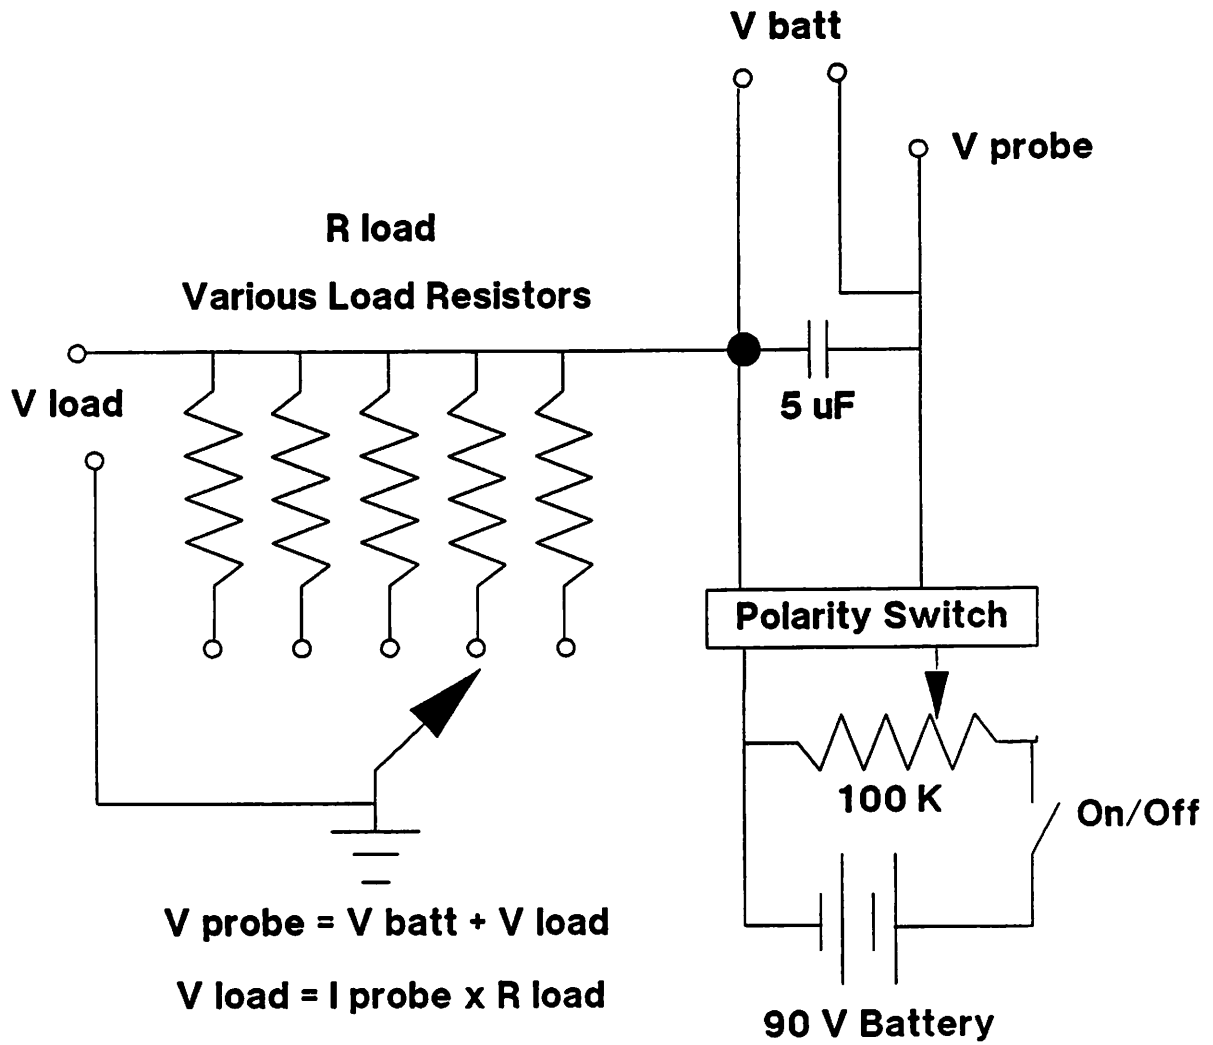 V batt
V probe
R load
Various Load Resistors
V load
5 uF
Polarity Switch
100 K
On/Off
V probe = V batt + V load
V load = I probe x R load
90 V Battery